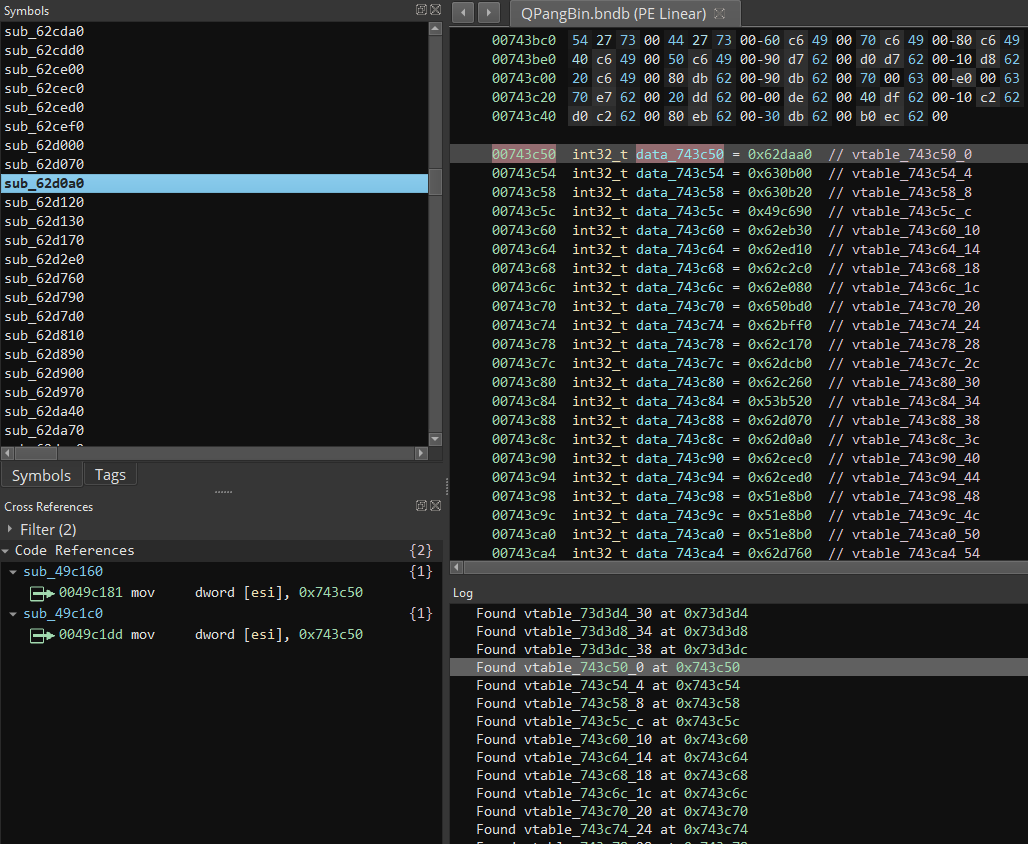 Symbols
sub_62cda0
sub_62cdd0
sub_62ce00
sub_62cec0
sub_62ced0
sub_62cef0
sub_62d000
sub_62d070
sub_62d0a0
sub_62d120
sub_62d130
sub_62d170
sub_62d2e0
sub_62d760
sub_62d790
sub_62d7d0
sub_62d810
sub_62d890
sub_62d900
sub_62d970
sub_62da40
sub_62da70
Symbols Tags
Cross References
Filter (2)
Code References {2}
sub_49c160 {1}
0049c181 mov dword [esi], 0x743c50
sub_49c1c0 {1}
0049c1dd mov dword [esi], 0x743c50
QPangBin.bndb (PE Linear)
00743bc0 54 27 73 00 44 27 73 00-60 c6 49 00 70 c6 49 00-80 c6 49
00743be0 40 c6 49 00 50 c6 49 00-90 d7 62 00 d0 d7 62 00-10 d8 62
00743c00 20 c6 49 00 80 db 62 00-90 db 62 00 70 00 63 00-e0 00 63
00743c20 70 e7 62 00 20 dd 62 00-00 de 62 00 40 df 62 00-10 c2 62
00743c40 d0 c2 62 00 80 eb 62 00-30 db 62 00 b0 ec 62 00
00743c50 int32_t data_743c50 = 0x62daa0 // vtable_743c50_0
00743c54 int32_t data_743c54 = 0x630b00 // vtable_743c54_4
00743c58 int32_t data_743c58 = 0x630b20 // vtable_743c58_8
00743c5c int32_t data_743c5c = 0x49c690 // vtable_743c5c_c
00743c60 int32_t data_743c60 = 0x62eb30 // vtable_743c60_10
00743c64 int32_t data_743c64 = 0x62ed10 // vtable_743c64_14
00743c68 int32_t data_743c68 = 0x62c2c0 // vtable_743c68_18
00743c6c int32_t data_743c6c = 0x62e080 // vtable_743c6c_1c
00743c70 int32_t data_743c70 = 0x650bd0 // vtable_743c70_20
00743c74 int32_t data_743c74 = 0x62bff0 // vtable_743c74_24
00743c78 int32_t data_743c78 = 0x62c170 // vtable_743c78_28
00743c7c int32_t data_743c7c = 0x62dcb0 // vtable_743c7c_2c
00743c80 int32_t data_743c80 = 0x62c260 // vtable_743c80_30
00743c84 int32_t data_743c84 = 0x53b520 // vtable_743c84_34
00743c88 int32_t data_743c88 = 0x62d070 // vtable_743c88_38
00743c8c int32_t data_743c8c = 0x62d0a0 // vtable_743c8c_3c
00743c90 int32_t data_743c90 = 0x62cec0 // vtable_743c90_40
00743c94 int32_t data_743c94 = 0x62ced0 // vtable_743c94_44
00743c98 int32_t data_743c98 = 0x51e8b0 // vtable_743c98_48
00743c9c int32_t data_743c9c = 0x51e8b0 // vtable_743c9c_4c
00743ca0 int32_t data_743ca0 = 0x51e8b0 // vtable_743ca0_50
00743ca4 int32_t data_743ca4 = 0x62d760 // vtable_743ca4_54
Log
Found vtable_73d3d4_30 at 0x73d3d4
Found vtable_73d3d8_34 at 0x73d3d8
Found vtable_73d3dc_38 at 0x73d3dc
Found vtable_743c50_0 at 0x743c50
Found vtable_743c54_4 at 0x743c54
Found vtable_743c58_8 at 0x743c58
Found vtable_743c5c_c at 0x743c5c
Found vtable_743c60_10 at 0x743c60
Found vtable_743c64_14 at 0x743c64
Found vtable_743c68_18 at 0x743c68
Found vtable_743c6c_1c at 0x743c6c
Found vtable_743c70_20 at 0x743c70
Found vtable_743c74_24 at 0x743c74